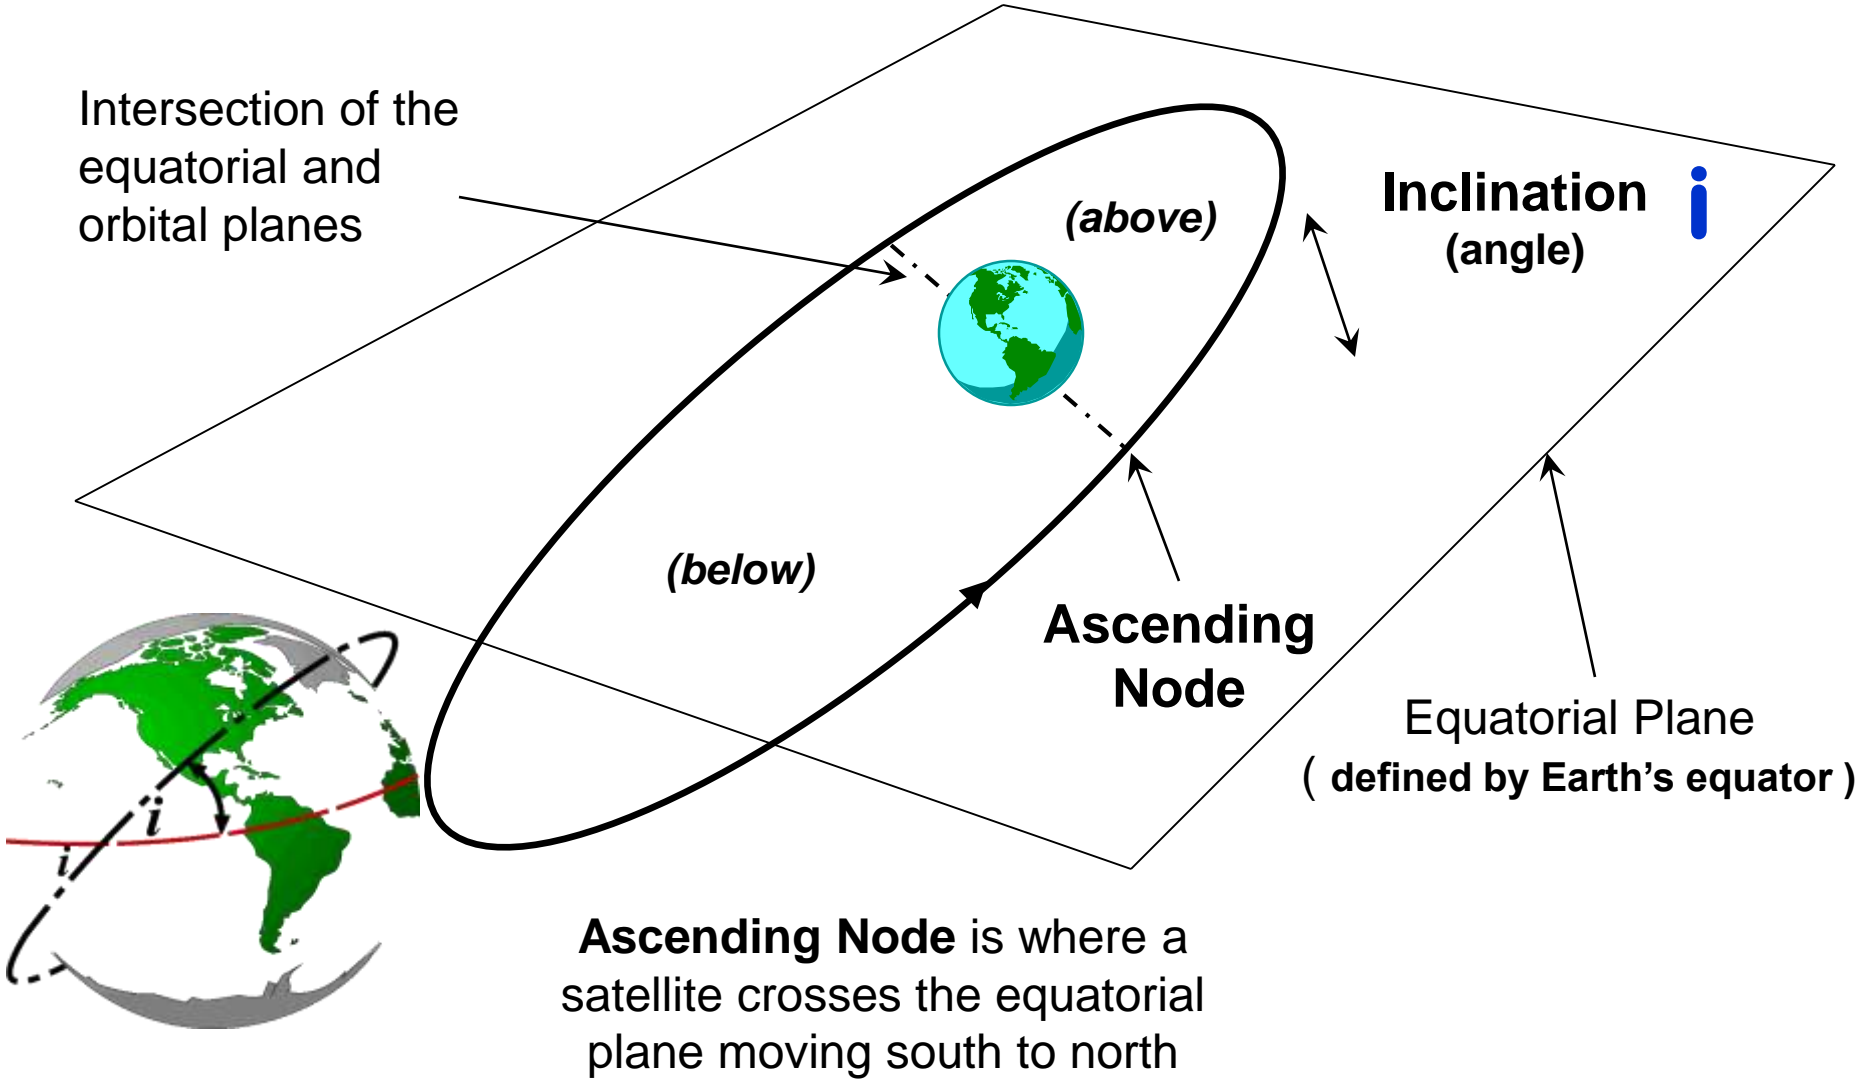 Intersection of the
equatorial and
orbital planes
(above)
Inclination i
(angle)
(below)
Ascending
Node
Equatorial Plane
( defined by Earth’s equator )
i
i
Ascending Node is where a
satellite crosses the equatorial
plane moving south to north